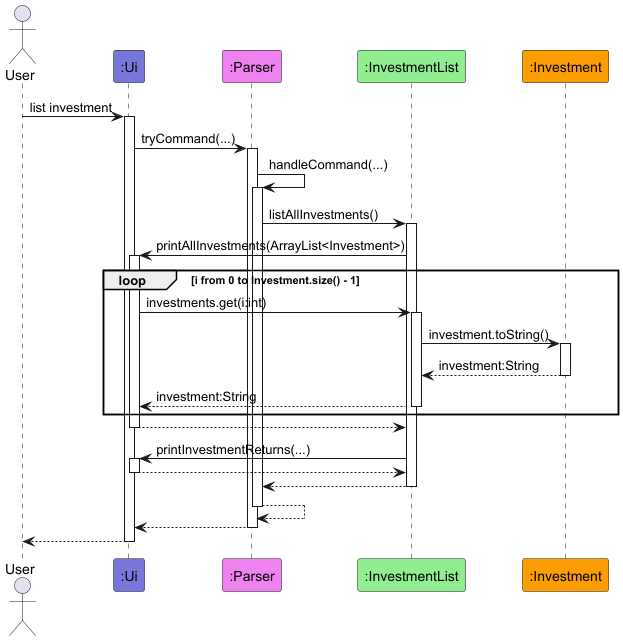 User
:Ui
:Parser
:InvestmentList
:Investment
list investment
tryCommand(...)
handleCommand(...)
listAllInvestments()
printAllInvestments(ArrayList<Investment>)
loop
[i from 0 to Investment.size() - 1]
investments.get(i:int)
investment.toString()
investment:String
investment:String
printInvestmentReturns(...)
User
:Ui
:Parser
:InvestmentList
:Investment